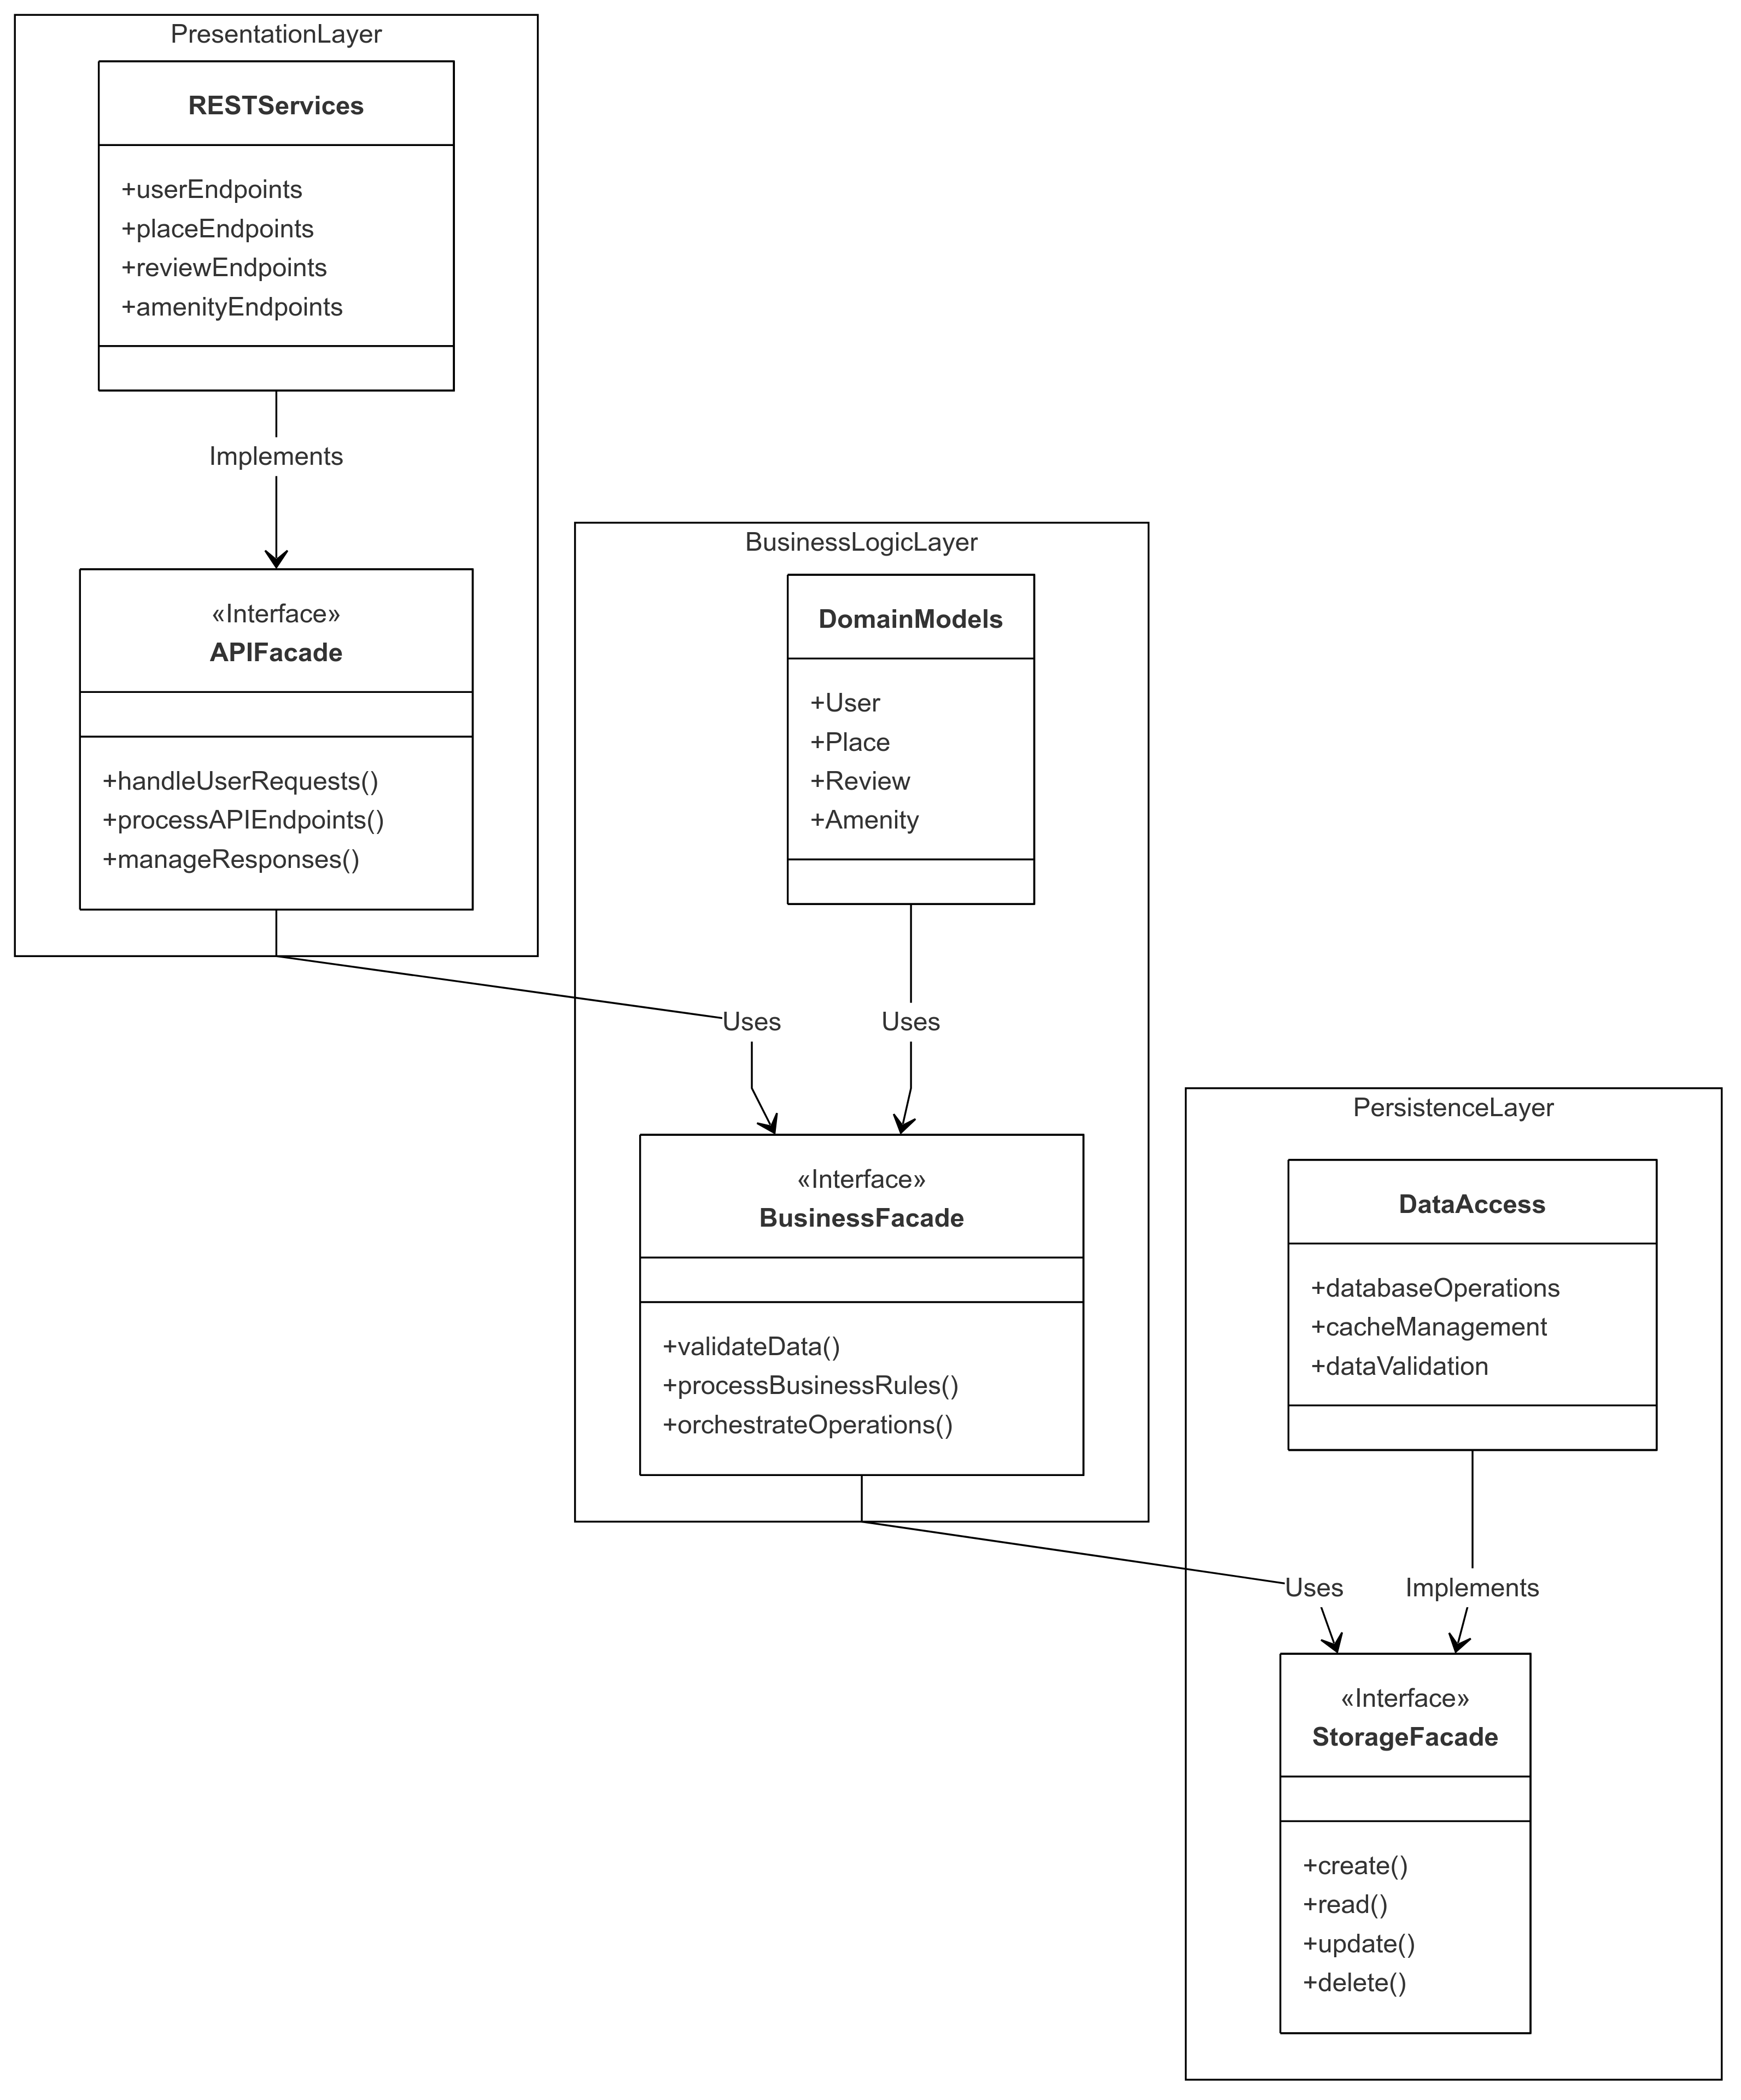 PresentationLayer
RESTServices
+userEndpoints
+placeEndpoints
+reviewEndpoints
+amenityEndpoints
Implements
«Interface»
APIFacade
+handleUserRequests()
+processAPIEndpoints()
+manageResponses()
BusinessLogicLayer
DomainModels
+User
+Place
+Review
+Amenity
Uses
Uses
«Interface»
BusinessFacade
+validateData()
+processBusinessRules()
+orchestrateOperations()
PersistenceLayer
DataAccess
+databaseOperations
+cacheManagement
+dataValidation
Uses
Implements
«Interface»
StorageFacade
+create()
+read()
+update()
+delete()